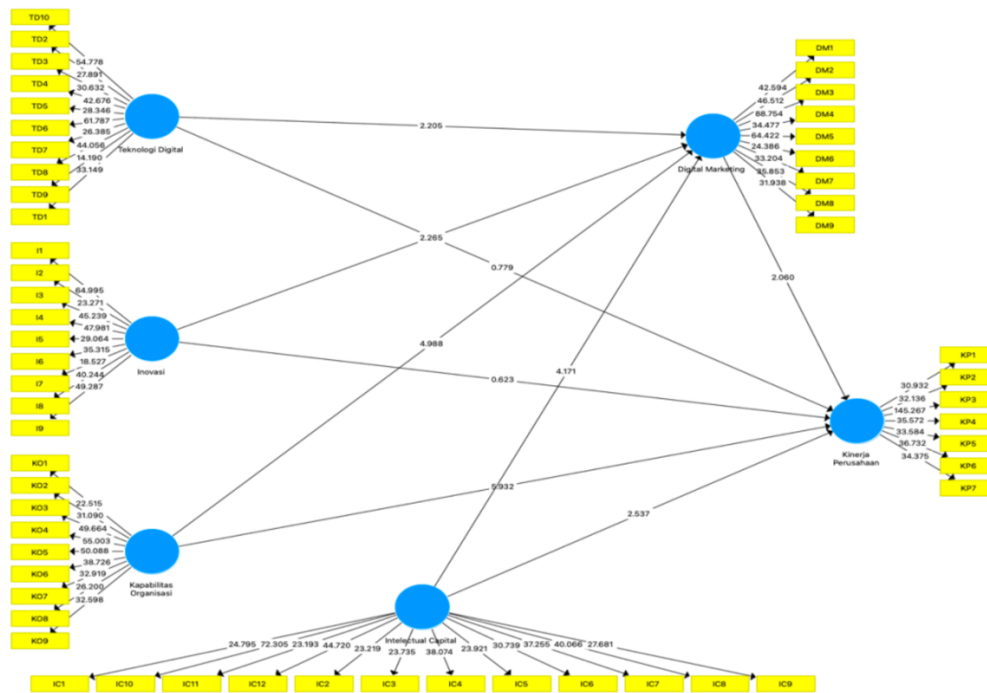 TD10
TD2
TD3
TD4
TD5
TD6
TD7
TD8
TD9
TD1
54.778
27.891
30.632
42.676
28.346
61.787
26.385
44.056
14.190
33.149
Teknologi Digital
I1
I2
I3
I4
I5
I6
I7
I8
I9
64.995
23.271
45.239
47.981
29.064
35.315
18.527
40.244
49.287
Inovasi
KO1
KO2
KO3
KO4
KO5
KO6
KO7
KO8
KO9
22.515
31.090
49.664
55.003
50.088
38.726
32.919
26.200
32.598
Kapabilitas
Organisasi
2.205
2.265
0.779
4.988
4.171
0.623
5.932
2.537
2.060
DM1
DM2
DM3
DM4
DM5
DM6
DM7
DM8
DM9
42.594
46.512
88.754
34.477
64.422
24.386
33.204
35.853
31.938
Digital Marketing
KP1
KP2
KP3
KP4
KP5
KP6
KP7
30.932
32.136
145.267
35.572
33.584
36.732
34.375
Kinerja
Perusahaan
Intelectual Capital
24.795 72.305 23.193 44.720 23.219 23.735 38.074 23.921 30.739 37.255 40.066 27.681
IC1 IC10 IC11 IC12 IC2 IC3 IC4 IC5 IC6 IC7 IC8 IC9